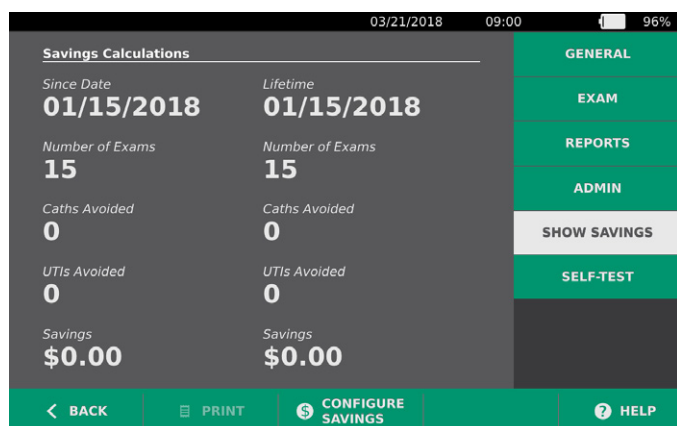 03/21/2018 09:00 96%
Savings Calculations
Since Date Lifetime
01/15/2018 01/15/2018
Number of Exams Number of Exams
15 15
Caths Avoided Caths Avoided
0 0
UTIs Avoided UTIs Avoided
0 0
Savings Savings
$0.00 $0.00
GENERAL
EXAM
REPORTS
ADMIN
SHOW SAVINGS
SELF-TEST
BACK PRINT $ CONFIGURE SAVINGS ? HELP